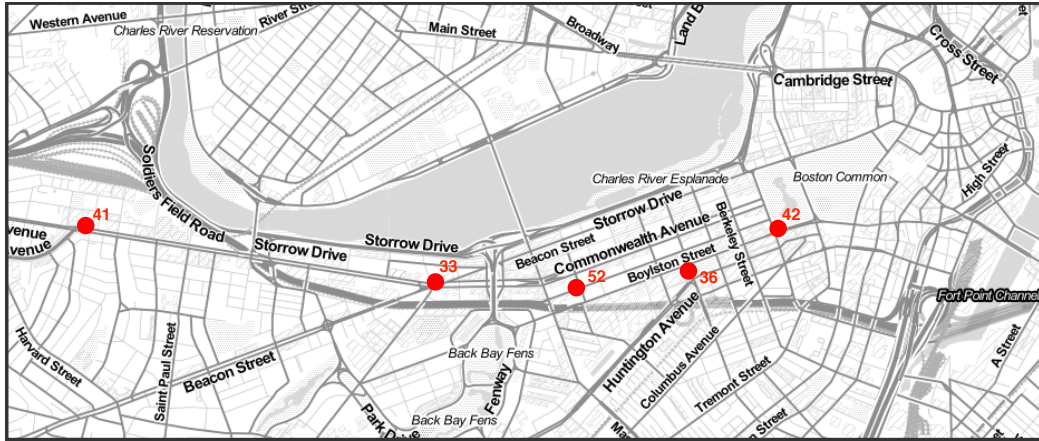 Western Avenue
River Street
Charles River Reservation
Main Street
Broadway
Land B
Cross Street
Cambridge Street
Soldiers Field Road
Charles River Esplanade
Boston Common
High Street
41
venue
Avenue
Storrow Drive
Storrow Drive
Storrow Drive
Beacon Street
Commonwealth Avenue
Berkeley Street
42
33
52
Boylston Street
36
Fort Point Channel
Huntington Avenue
Columbus Avenue
Tremont Street
A Street
Harvard Street
Saint Paul Street
Beacon Street
Back Bay Fens
Fenway
Park Drive
Back Bay Fens
Mas